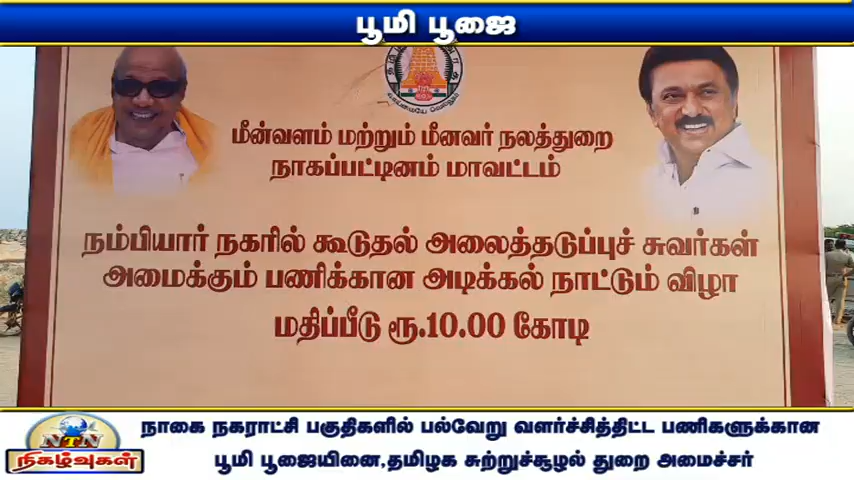 பூமி பூஜை
வாய்மையே வெல்லும்
மீன்வளம் மற்றும் மீனவர் நலத்துறை
நாகப்பட்டினம் மாவட்டம்
நம்பியார் நகரில் கூடுதல் அலைத்தடுப்புச் சுவர்கள்
அமைக்கும் பணிக்கான அடிக்கல் நாட்டும் விழா
மதிப்பீடு ரூ.10.00 கோடி
NTN
நிகழ்வுகள்
நாகை நகராட்சி பகுதிகளில் பல்வேறு வளர்ச்சித்திட்ட பணிகளுக்கான
பூமி பூஜையினை,தமிழக சுற்றுச்சூழல் துறை அமைச்சர்